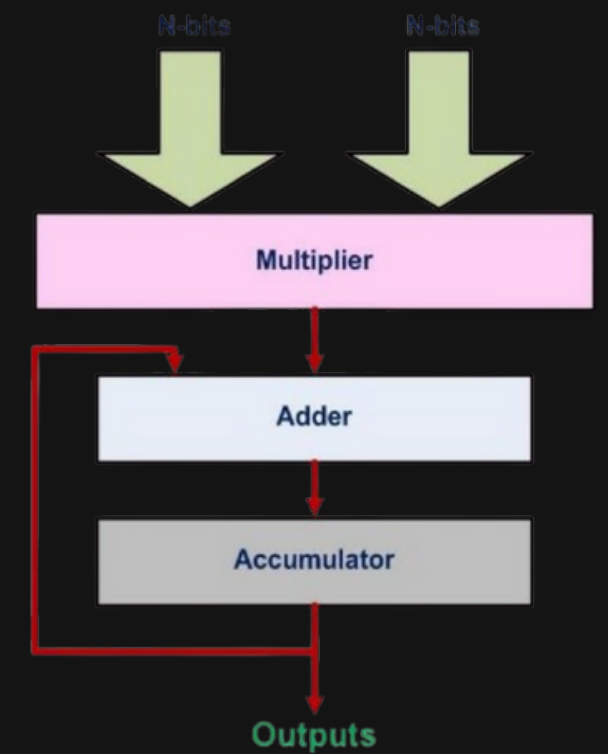 N-bits N-bits
Multiplier
Adder
Accumulator
Outputs